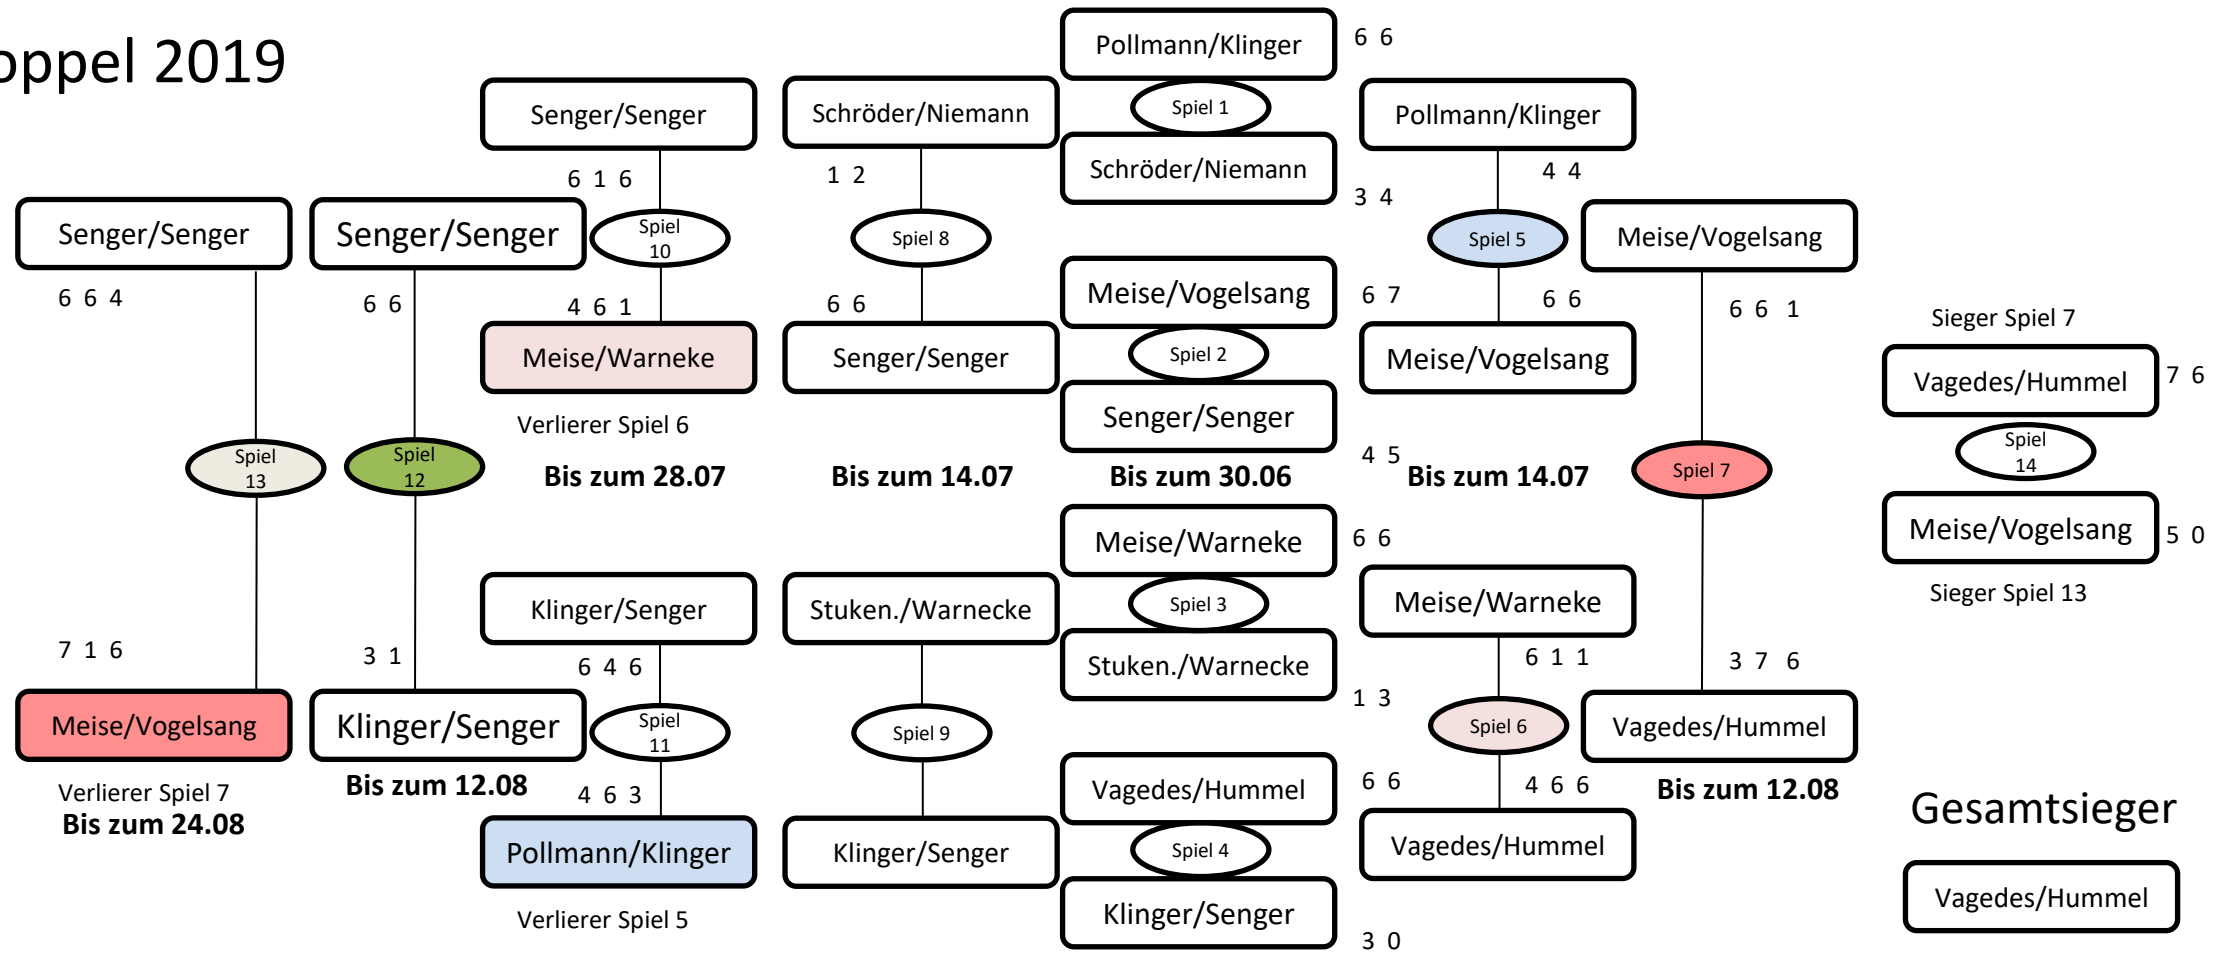 oppel 2019
Senger/Senger
6 6 4
Spiel
13
7 1 6
Meise/Vogelsang
Verlierer Spiel 7
Bis zum 24.08
Senger/Senger
6 6
Spiel
12
3 1
Klinger/Senger
Bis zum 12.08
Senger/Senger
6 1 6
Spiel
10
4 6 1
Meise/Warneke
Verlierer Spiel 6
Bis zum 28.07
Klinger/Senger
6 4 6
Spiel
11
4 6 3
Pollmann/Klinger
Verlierer Spiel 5
Schröder/Niemann
1 2
Spiel 8
6 6
Senger/Senger
Bis zum 14.07
Stuken./Warnecke
Spiel 9
Klinger/Senger
Pollmann/Klinger
6 6
Spiel 1
Schröder/Niemann
3 4
Meise/Vogelsang
6 7
Spiel 2
Senger/Senger
4 5
Bis zum 30.06
Meise/Warneke
6 6
Spiel 3
Stuken./Warnecke
1 3
Vagedes/Hummel
6 6
Spiel 4
Klinger/Senger
3 0
Pollmann/Klinger
4 4
Spiel 5
6 6
Meise/Vogelsang
Bis zum 14.07
Meise/Warneke
6 1 1
Spiel 6
4 6 6
Vagedes/Hummel
Meise/Vogelsang
6 6 1
Spiel 7
3 7 6
Vagedes/Hummel
Bis zum 12.08
Sieger Spiel 7
Vagedes/Hummel
7 6
Spiel
14
Meise/Vogelsang
5 0
Sieger Spiel 13
Gesamtsieger
Vagedes/Hummel